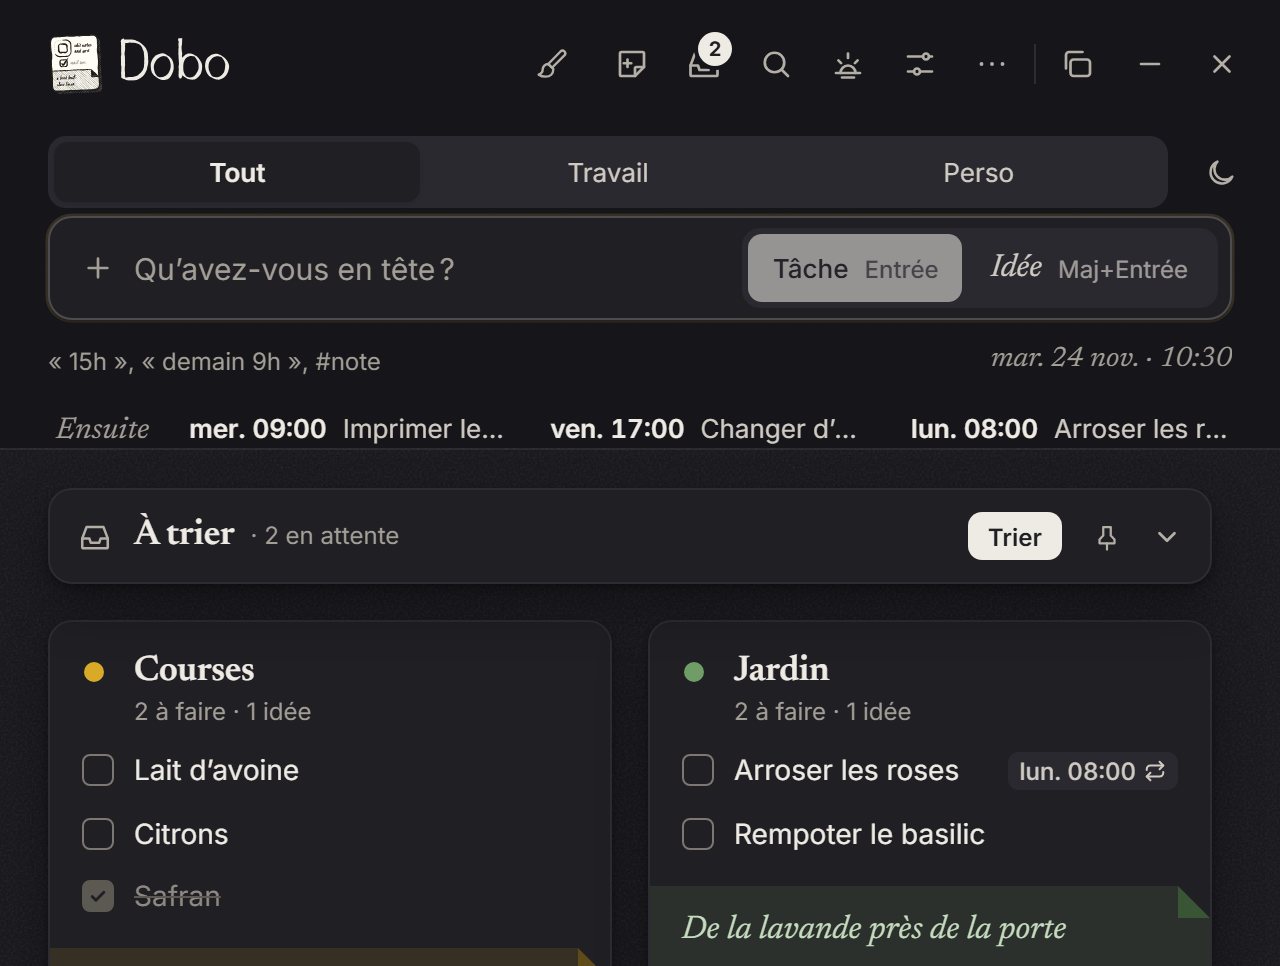 Dobo
2
Tout Travail Perso
Qu’avez-vous en tête ? Tâche Entrée Idée Maj+Entrée
« 15h », « demain 9h », #note mar. 24 nov. · 10:30
Ensuite mer. 09:00 Imprimer le… ven. 17:00 Changer d’… lun. 08:00 Arroser les r…
À trier · 2 en attente Trier
Courses
2 à faire · 1 idée
Lait d’avoine
Citrons
Safran
Jardin
2 à faire · 1 idée
Arroser les roses lun. 08:00
Rempoter le basilic
De la lavande près de la porte